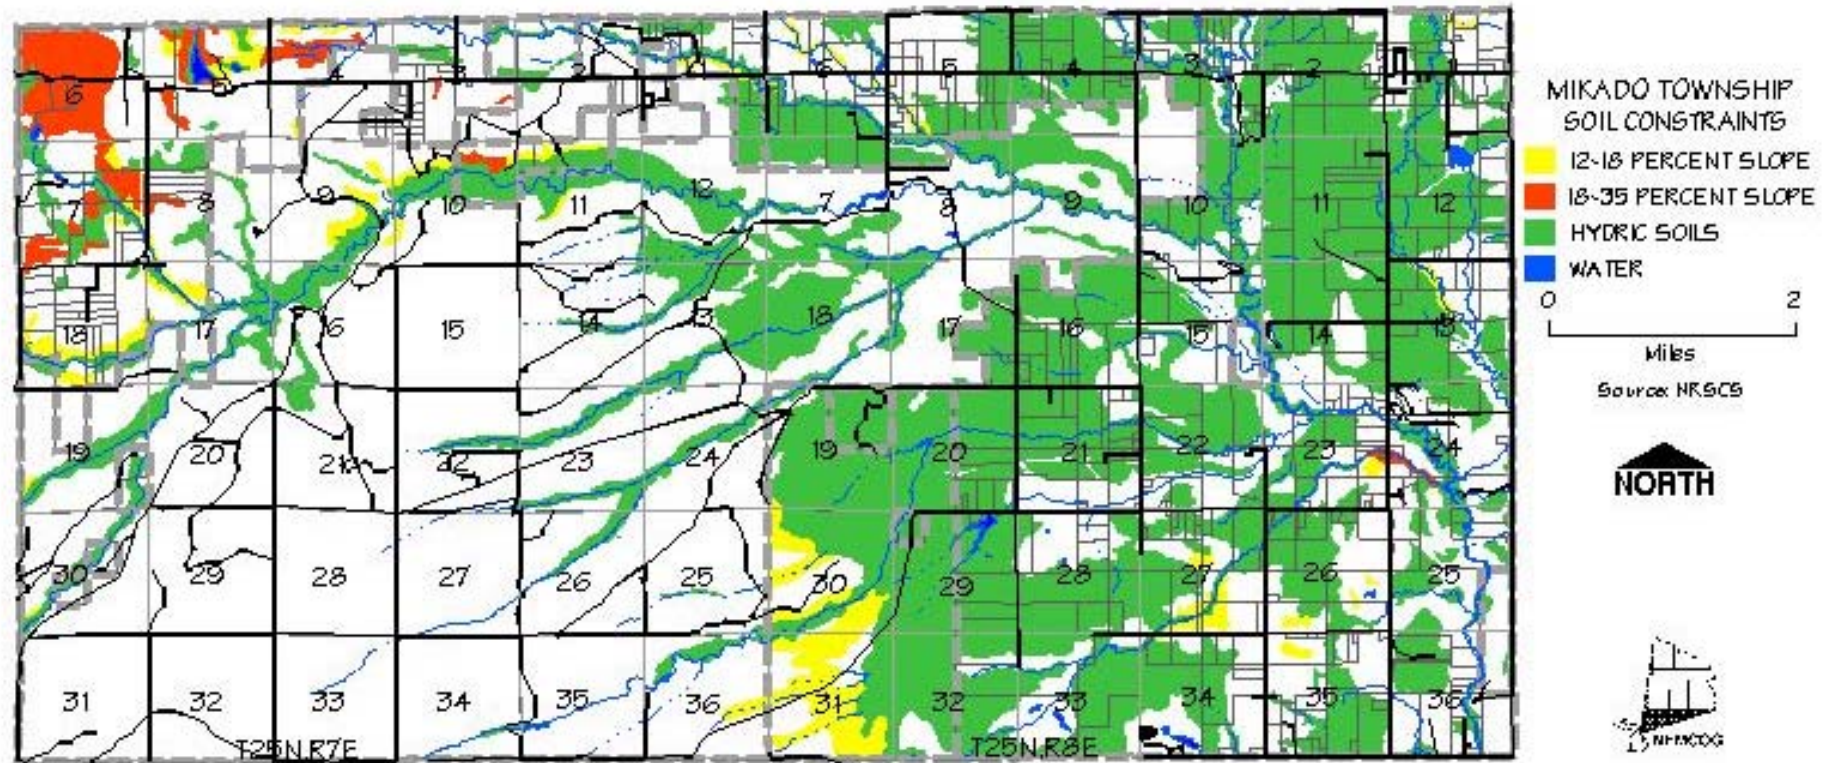 MIKADO TOWNSHIP
SOIL CONSTRAINTS
12-18 PERCENT SLOPE
18-35 PERCENT SLOPE
HYDRIC SOILS
WATER
0 2
Miles
Source: NRSCS
NORTH
NEMCOG
6 5 4 3 2 6 5 4 3 2
7 8 9 10 11 12 7 8 9 10 11 12
18 17 16 15 14 13 18 17 16 15 14 13
19 20 21 22 23 24 19 20 21 22 23 24
30 29 28 27 26 25 30 29 28 27 26 25
31 32 33 34 35 36 31 32 33 34 35 36
T25N,R7E T25N,R8E